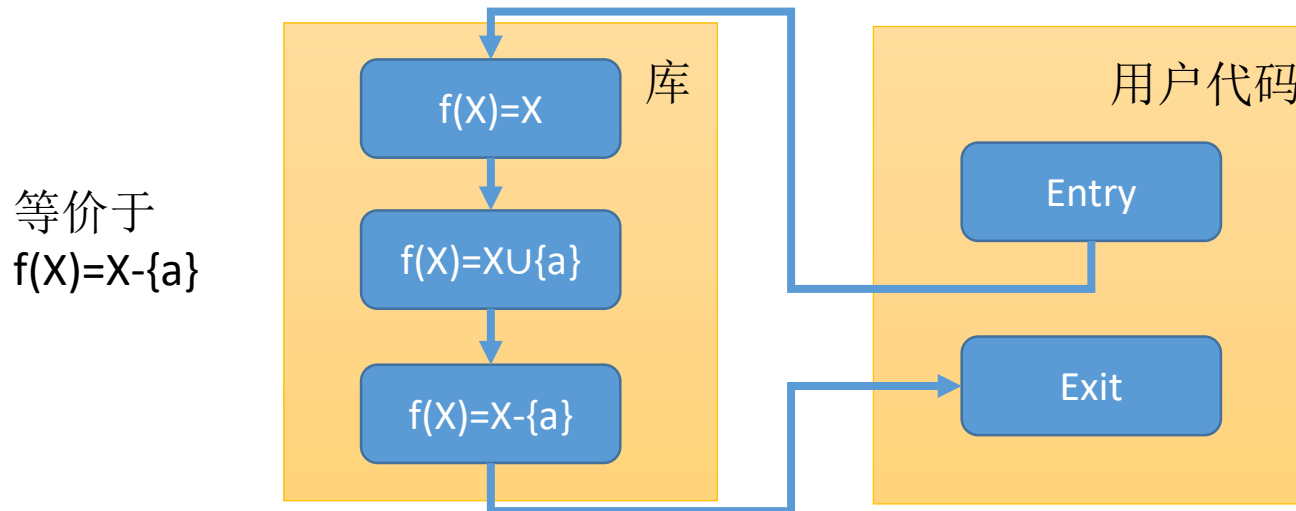 等价于
f(X)=X-{a}
库
f(X)=X
f(X)=X∪{a}
f(X)=X-{a}
用户代码
Entry
Exit